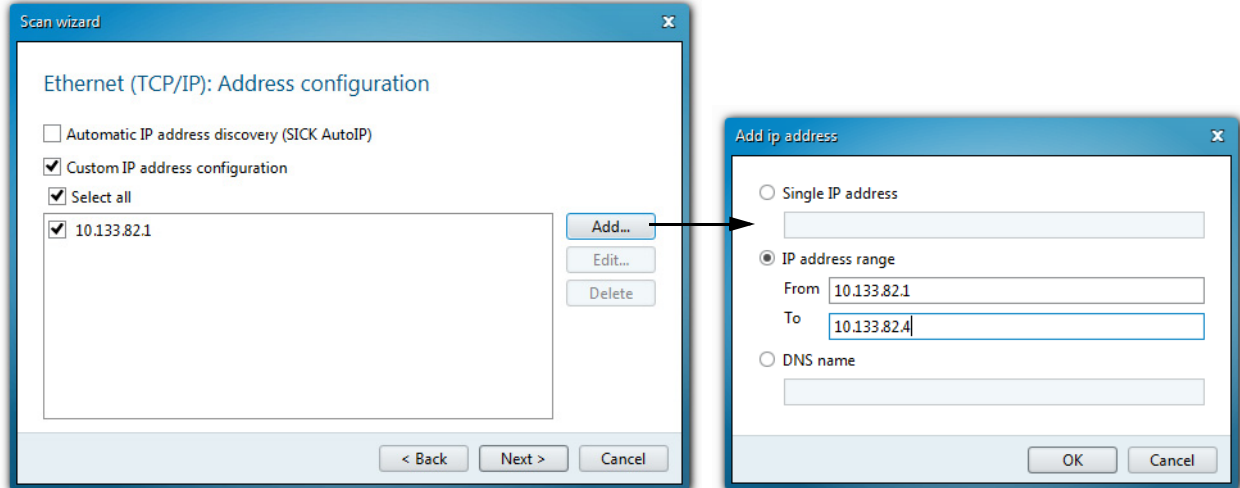 Scan wizard
Ethernet (TCP/IP): Address configuration
Automatic IP address discovery (SICK AutoIP)
Custom IP address configuration
Select all
10.133.82.1
Add...
Edit...
Delete
< Back
Next >
Cancel
Add ip address
Single IP address
IP address range
From 10.133.82.1
To 10.133.82.4
DNS name
OK
Cancel